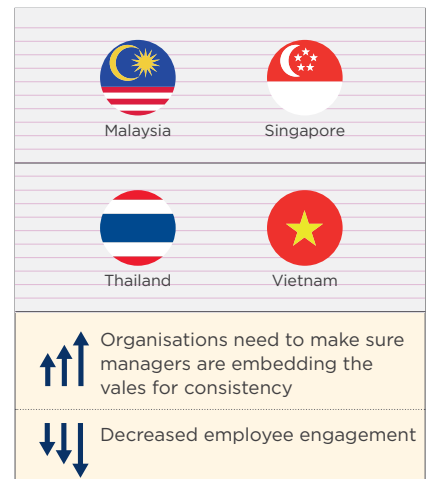 Malaysia
Singapore
Thailand
Vietnam
Organisations need to make sure
managers are embedding the
vales for consistency
Decreased employee engagement